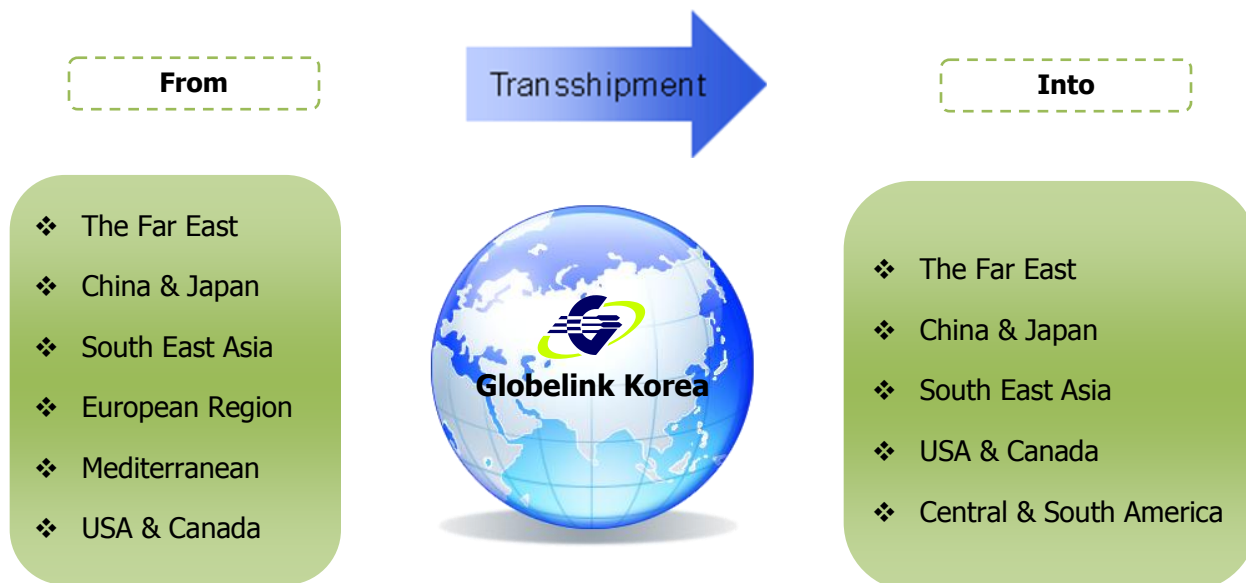 From
Transshipment
Into
❖ The Far East
❖ China & Japan
❖ South East Asia
❖ European Region
❖ Mediterranean
❖ USA & Canada
Globelink Korea
❖ The Far East
❖ China & Japan
❖ South East Asia
❖ USA & Canada
❖ Central & South America